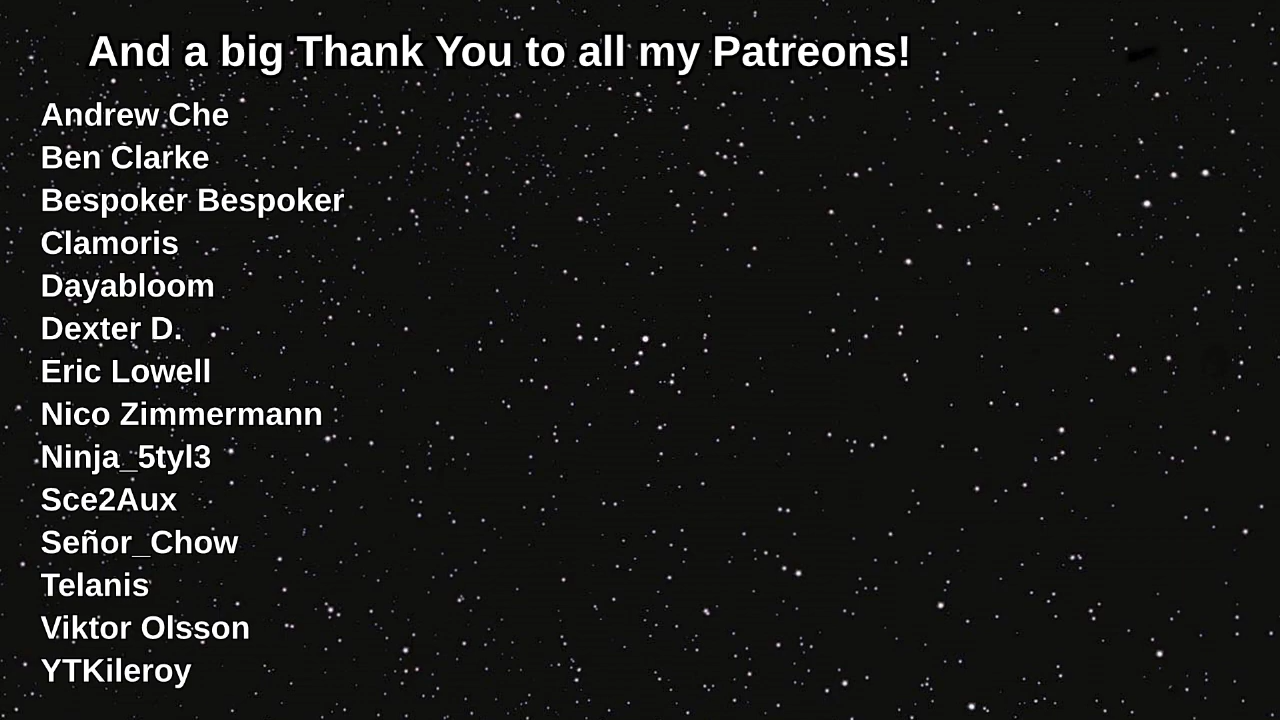 And a big Thank You to all my Patreons!
Andrew Che
Ben Clarke
Bespoker Bespoker
Clamoris
Dayabloom
Dexter D.
Eric Lowell
Nico Zimmermann
Ninja_5tyl3
Sce2Aux
Señor_Chow
Telanis
Viktor Olsson
YTKileroy